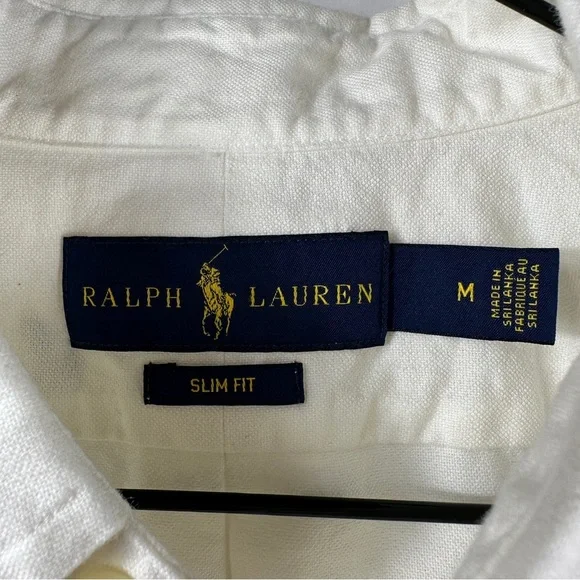 RALPH LAUREN
M
MADE IN
SRI LANKA
FABRIQUÉ AU
SRI LANKA
SLIM FIT